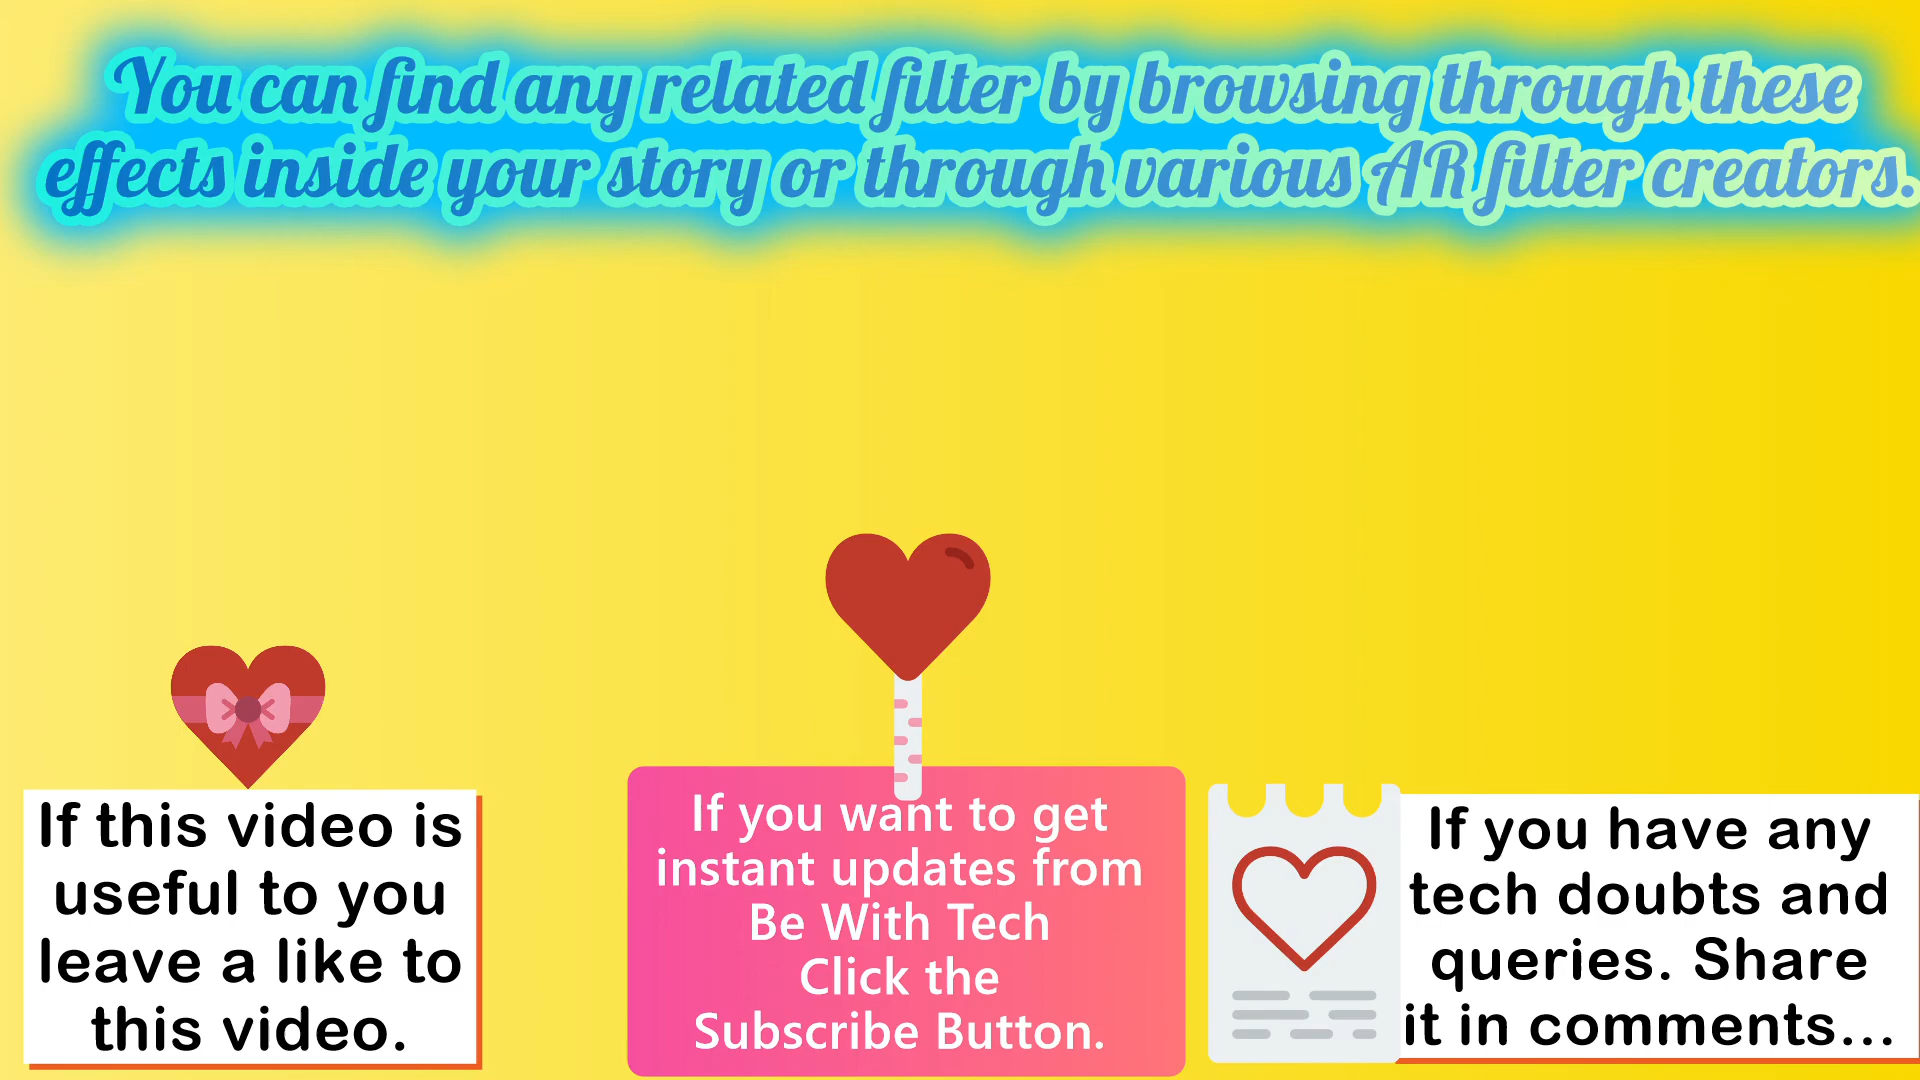 You can find any related filter by browsing through these
effects inside your story or through various AR filter creators.
If this video is
useful to you
leave a like to
this video.
If you want to get
instant updates from
Be With Tech
Click the
Subscribe Button.
If you have any
tech doubts and
queries. Share
it in comments...